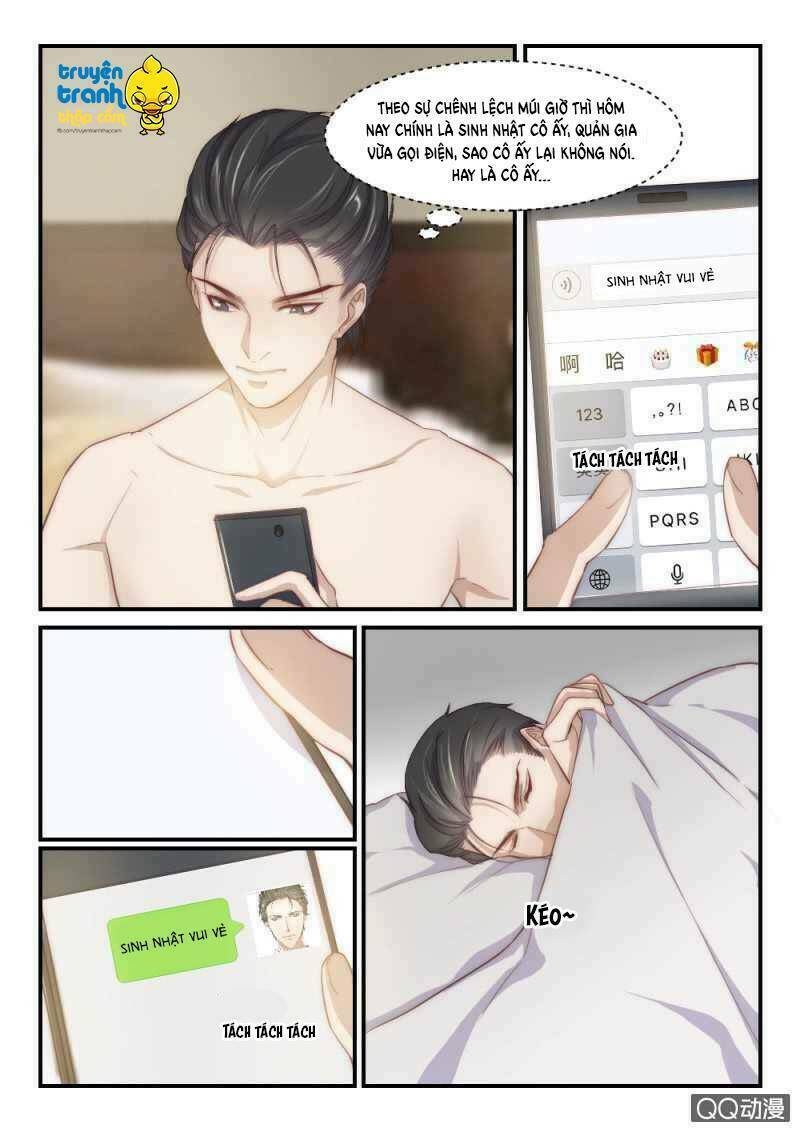 truyện
tranh
thập cẩm
THEO SỰ CHÊNH LỆCH MÚI GIỜ THÌ HÔM
NAY CHÍNH LÀ SINH NHẬT CÔ ẤY, QUẢN GIA
VỪA GỌI ĐIỆN, SAO CÔ ẤY LẠI KHÔNG NÓI.
HAY LÀ CÔ ẤY...
SINH NHẬT VUI VẺ
啊 哈
123 ,。?! ABC
TÁCH TÁCH TÁCH
PQRS
SINH NHẬT VUI VẺ
TÁCH TÁCH TÁCH
KÉO~
QQ动漫